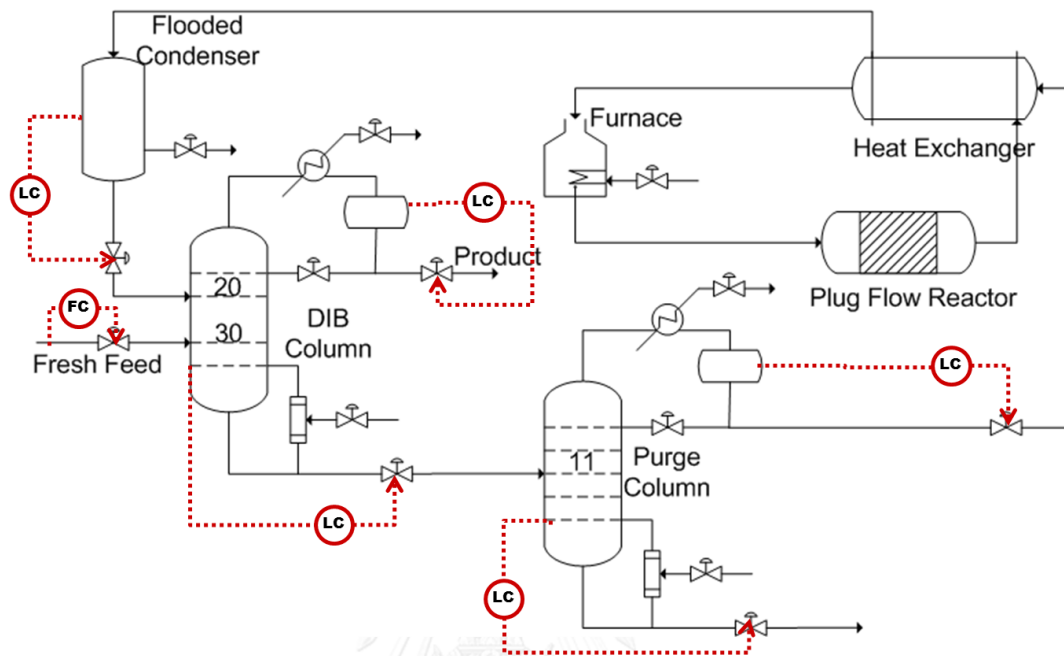 Flooded
Condenser
LC
FC
Fresh Feed
20
30
DIB
Column
LC
Product
LC
Furnace
Heat Exchanger
Plug Flow Reactor
LC
11
Purge
Column
LC